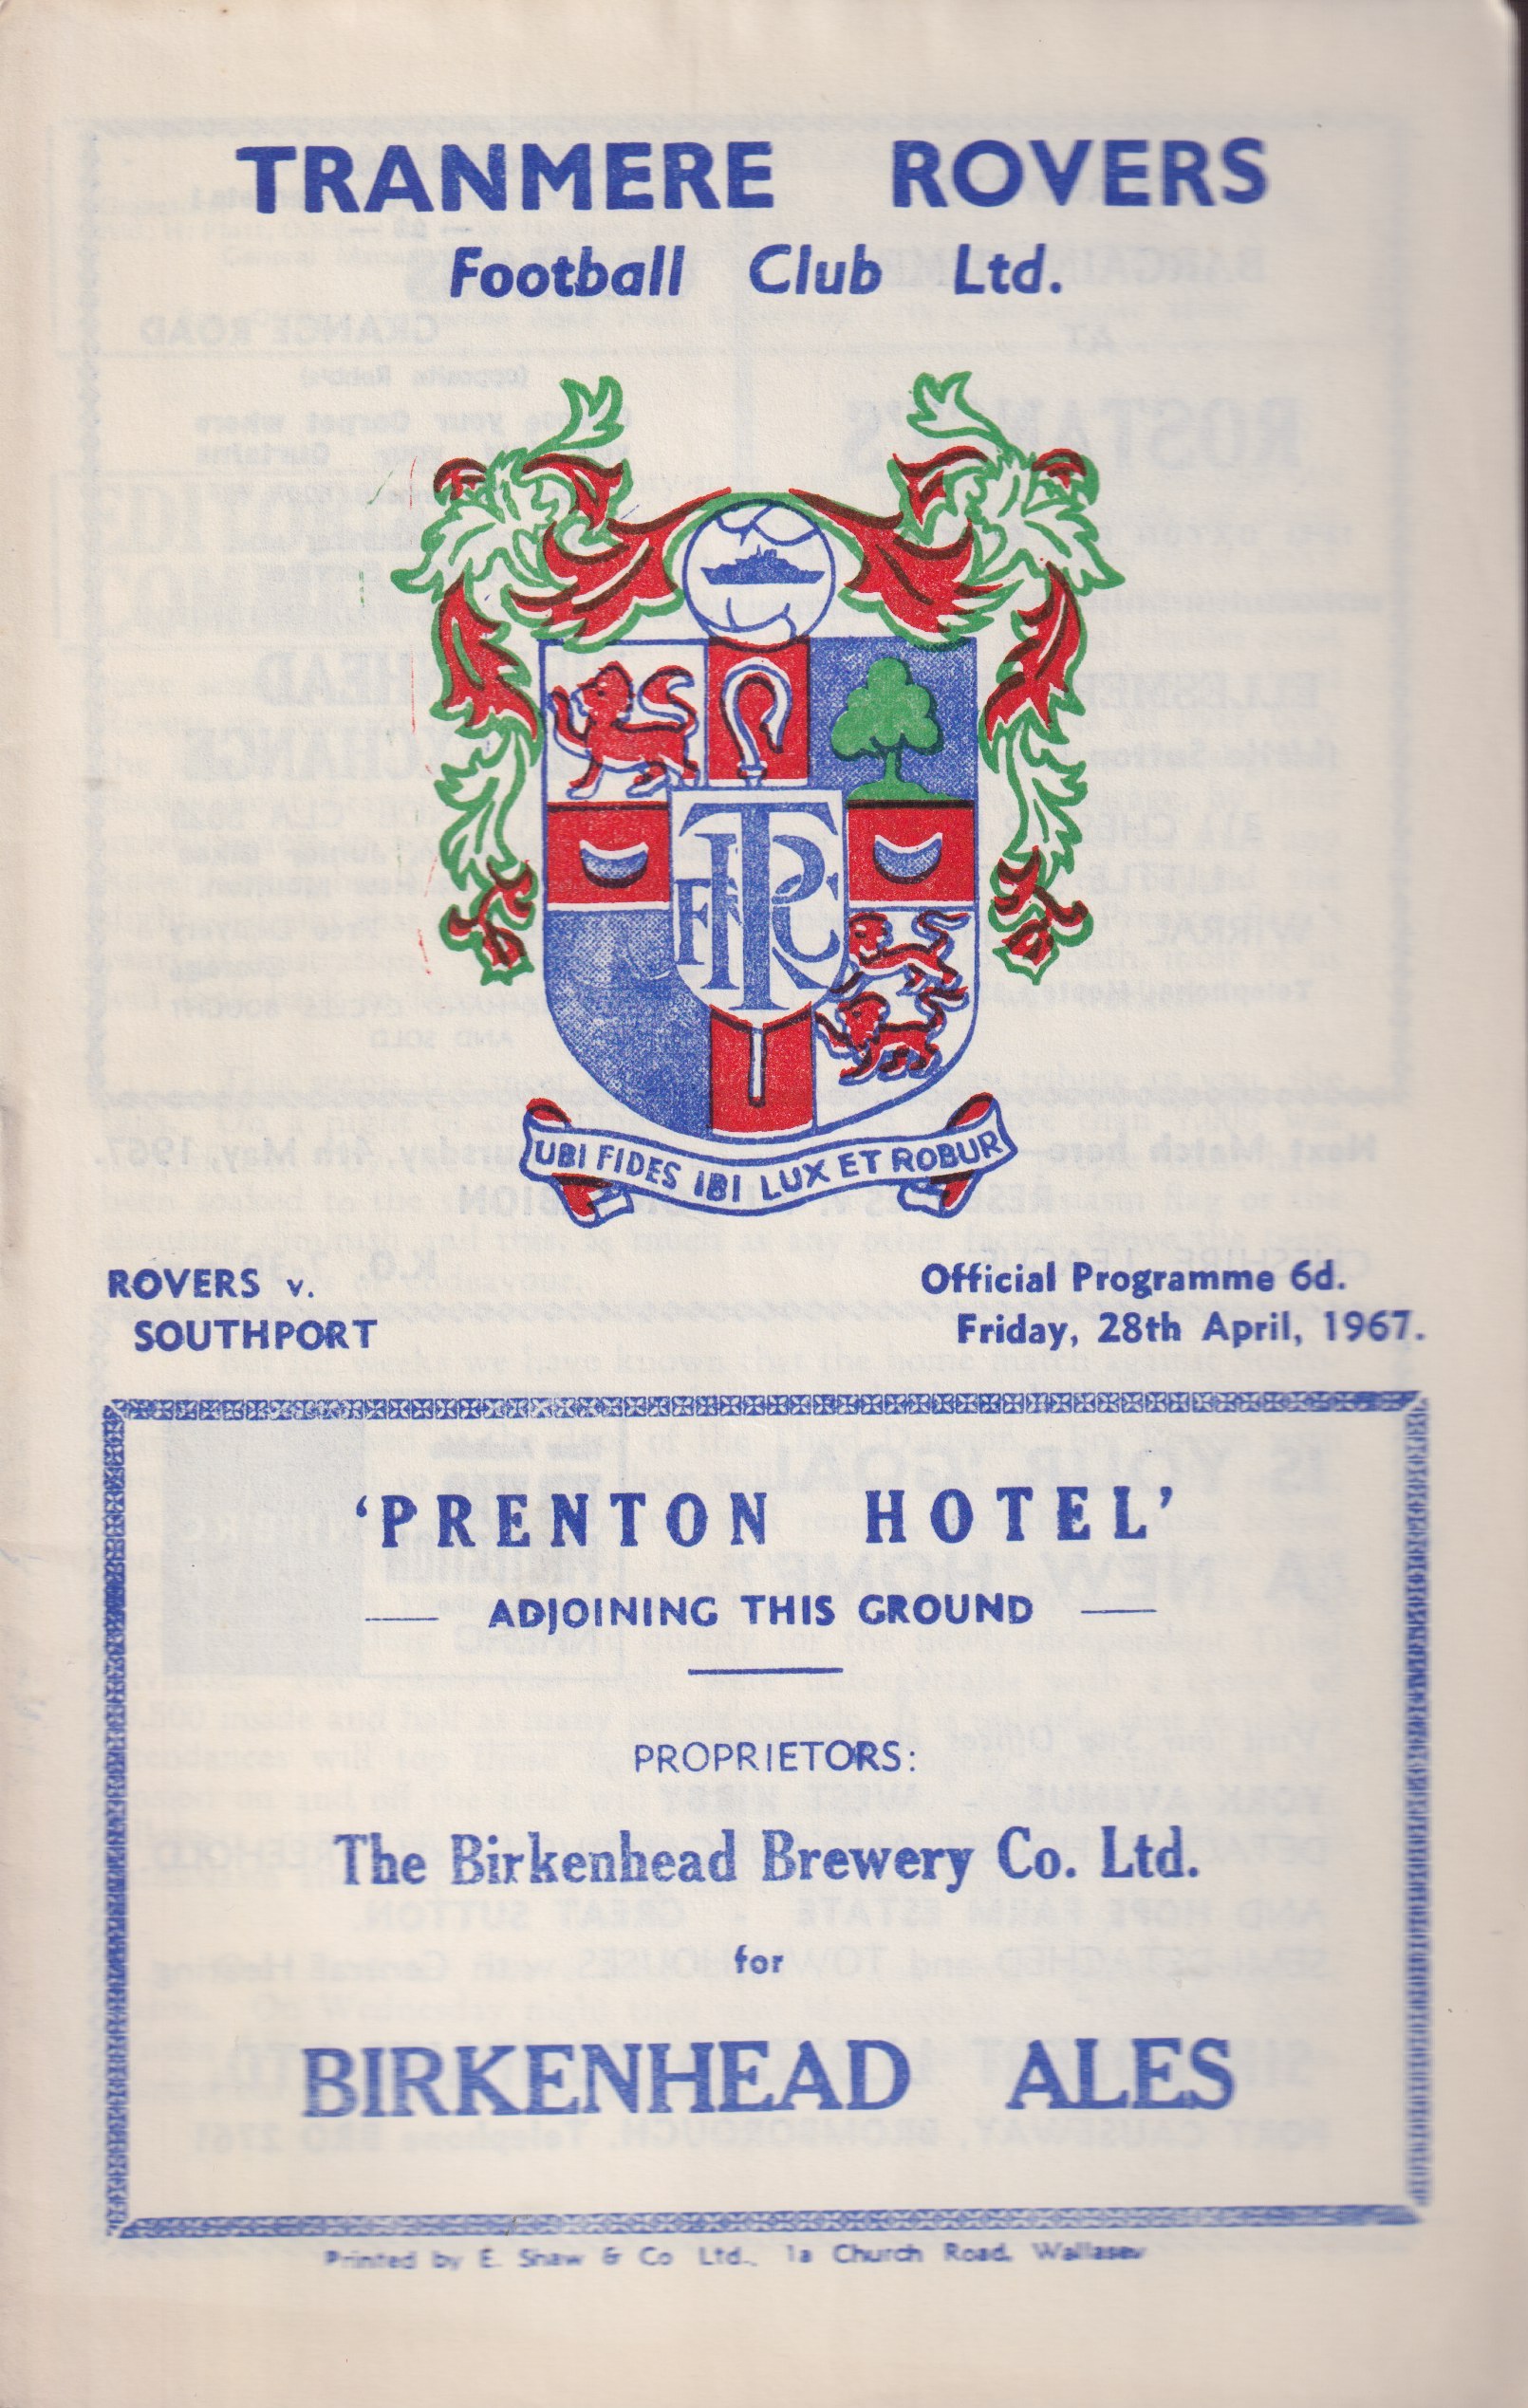 TRANMERE ROVERS
Football Club Ltd.
TRFC
UBI FIDES IBI LUX ET ROBUR
ROVERS v.
SOUTHPORT
Official Programme 6d.
Friday, 28th April, 1967.
'PRENTON HOTEL'
— ADJOINING THIS GROUND —
PROPRIETORS:
The Birkenhead Brewery Co. Ltd.
for
BIRKENHEAD ALES
Printed by E. Shaw & Co Ltd., 1a Church Road, Wallasey